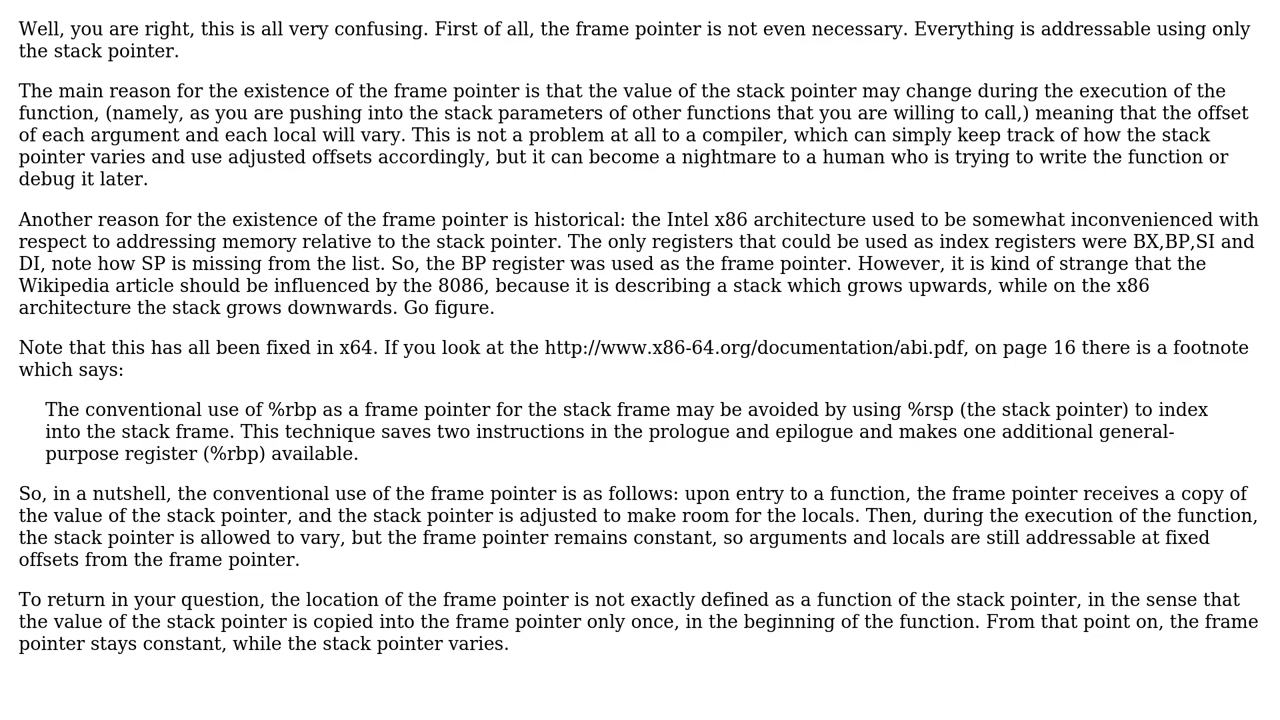 Well, you are right, this is all very confusing. First of all, the frame pointer is not even necessary. Everything is addressable using only
the stack pointer.
The main reason for the existence of the frame pointer is that the value of the stack pointer may change during the execution of the
function, (namely, as you are pushing into the stack parameters of other functions that you are willing to call,) meaning that the offset
of each argument and each local will vary. This is not a problem at all to a compiler, which can simply keep track of how the stack
pointer varies and use adjusted offsets accordingly, but it can become a nightmare to a human who is trying to write the function or
debug it later.
Another reason for the existence of the frame pointer is historical: the Intel x86 architecture used to be somewhat inconvenienced with
respect to addressing memory relative to the stack pointer. The only registers that could be used as index registers were BX,BP,SI and
DI, note how SP is missing from the list. So, the BP register was used as the frame pointer. However, it is kind of strange that the
Wikipedia article should be influenced by the 8086, because it is describing a stack which grows upwards, while on the x86
architecture the stack grows downwards. Go figure.
Note that this has all been fixed in x64. If you look at the http://www.x86-64.org/documentation/abi.pdf, on page 16 there is a footnote
which says:
The conventional use of %rbp as a frame pointer for the stack frame may be avoided by using %rsp (the stack pointer) to index
into the stack frame. This technique saves two instructions in the prologue and epilogue and makes one additional general-
purpose register (%rbp) available.
So, in a nutshell, the conventional use of the frame pointer is as follows: upon entry to a function, the frame pointer receives a copy of
the value of the stack pointer, and the stack pointer is adjusted to make room for the locals. Then, during the execution of the function,
the stack pointer is allowed to vary, but the frame pointer remains constant, so arguments and locals are still addressable at fixed
offsets from the frame pointer.
To return in your question, the location of the frame pointer is not exactly defined as a function of the stack pointer, in the sense that
the value of the stack pointer is copied into the frame pointer only once, in the beginning of the function. From that point on, the frame
pointer stays constant, while the stack pointer varies.